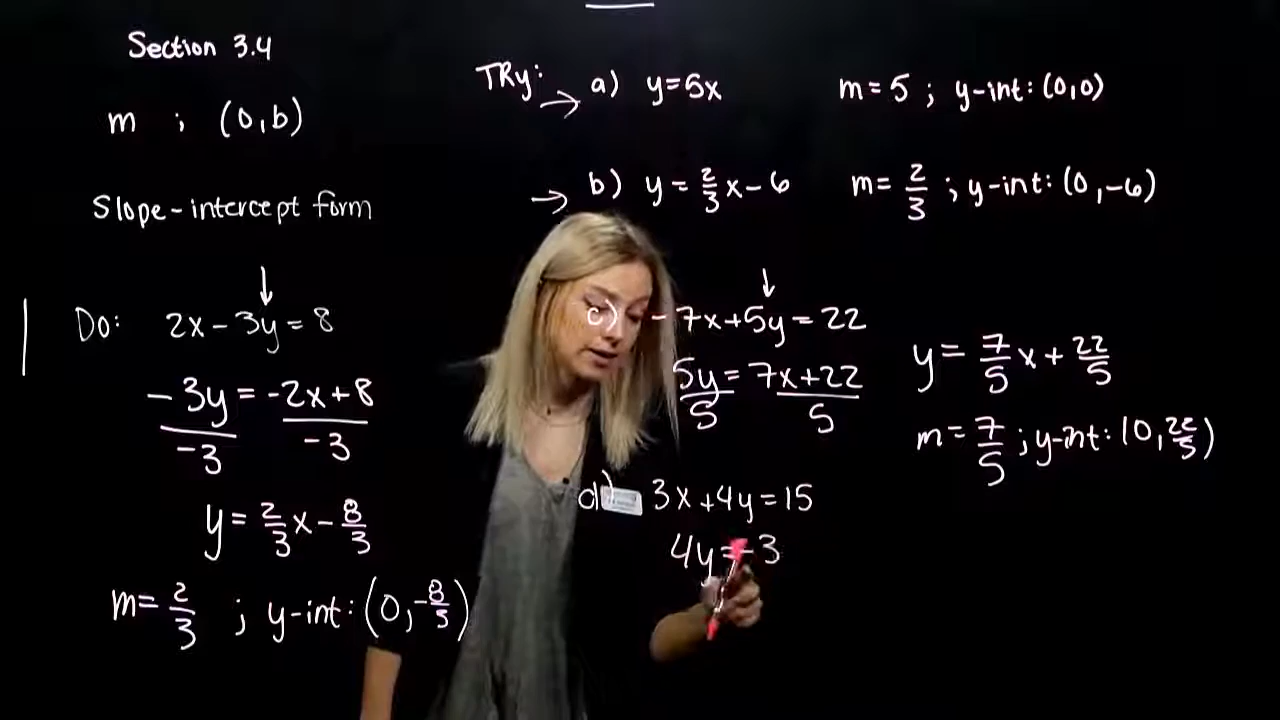 Section 3.4
m ; (0,b)
Slope-intercept form
↓
Do: 2x-3y=8
-3y = -2x+8
-3 -3
y = 2/3 x - 8/3
m = 2/3 ; y-int: (0, -8/3)
TRy: → a) y=5x m=5 ; y-int: (0,0)
→ b) y = 2/3 x - 6 m = 2/3 ; y-int: (0,-6)
↓
c) -7x+5y=22
5y = 7x+22
5 5
y = 7/5 x + 22/5
m = 7/5 ; y-int: (0, 22/5)
d) 3x+4y=15
4y=-3